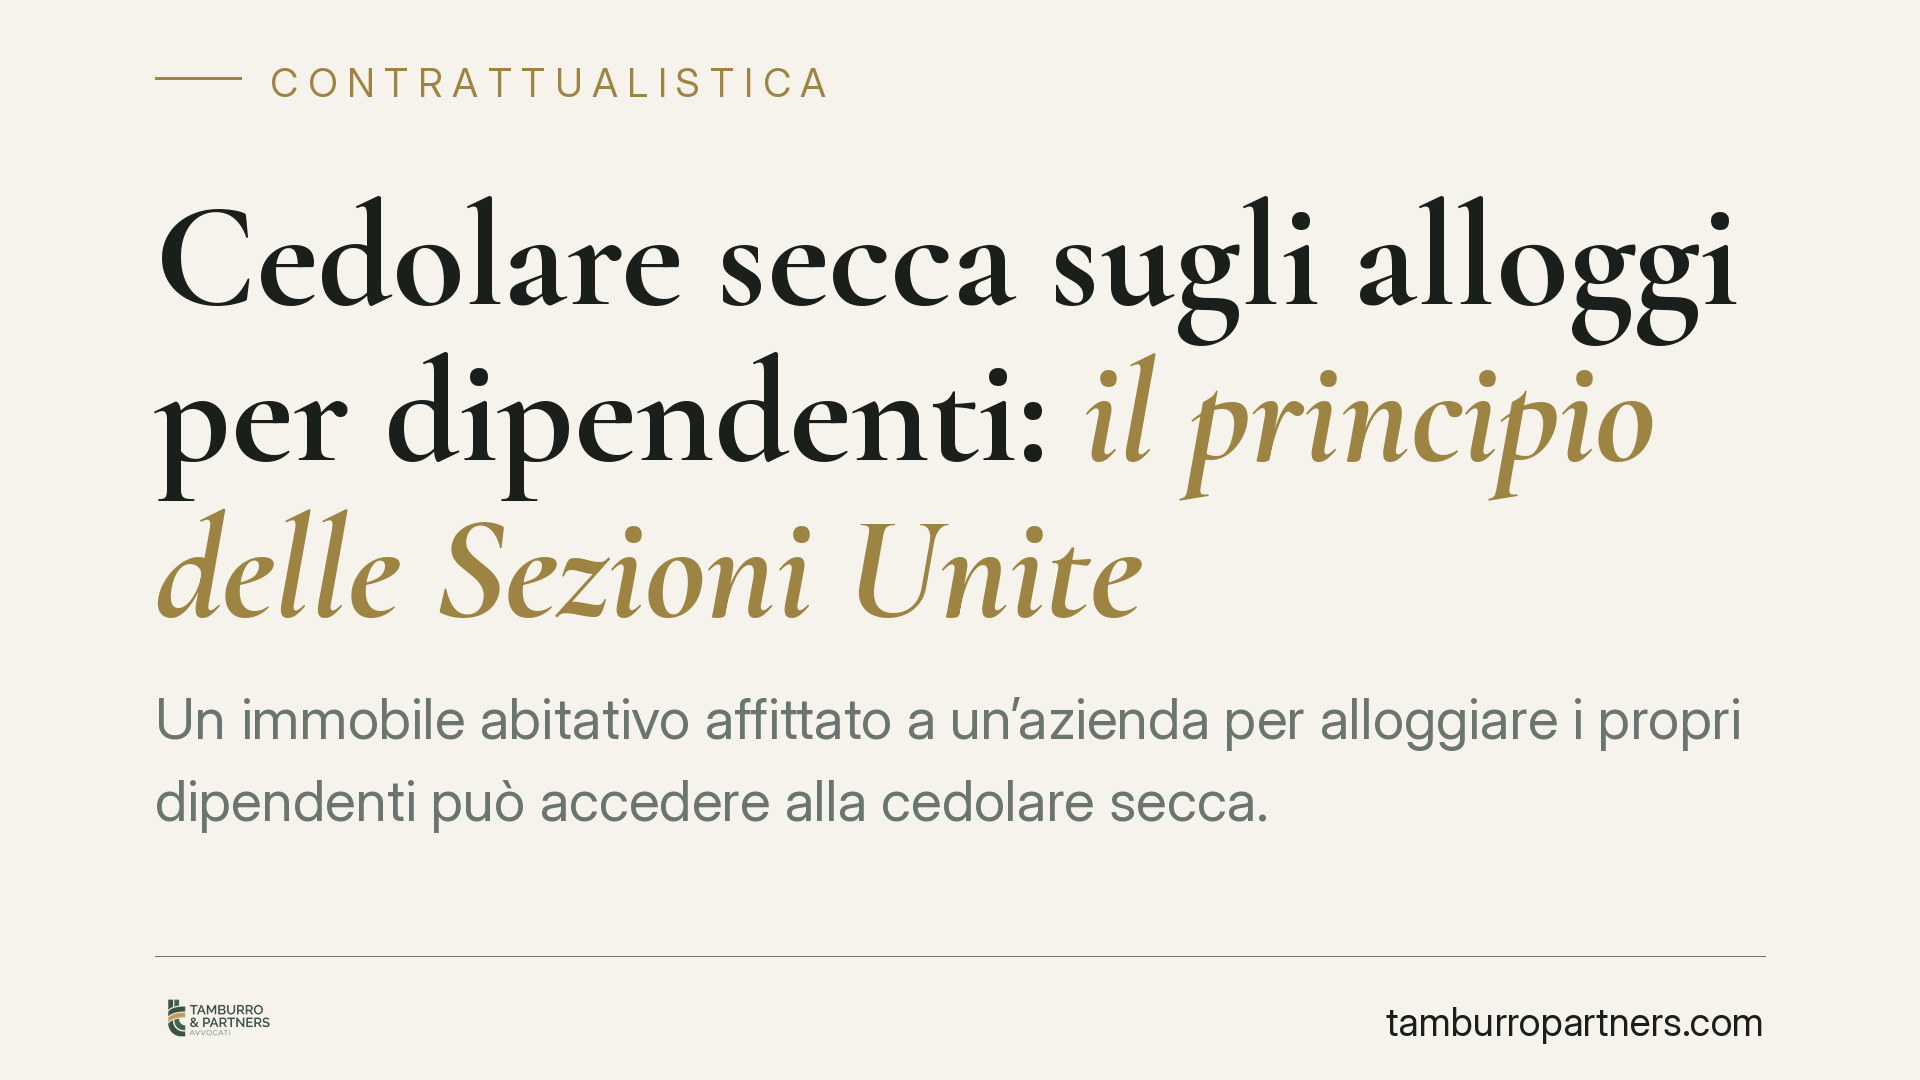 CONTRATTUALISTICA
Cedolare secca sugli alloggi
per dipendenti: il principio
delle Sezioni Unite
Un immobile abitativo affittato a un’azienda per alloggiare i propri
dipendenti può accedere alla cedolare secca.
TAMBURRO
& PARTNERS
AVVOCATI
tamburropartners.com